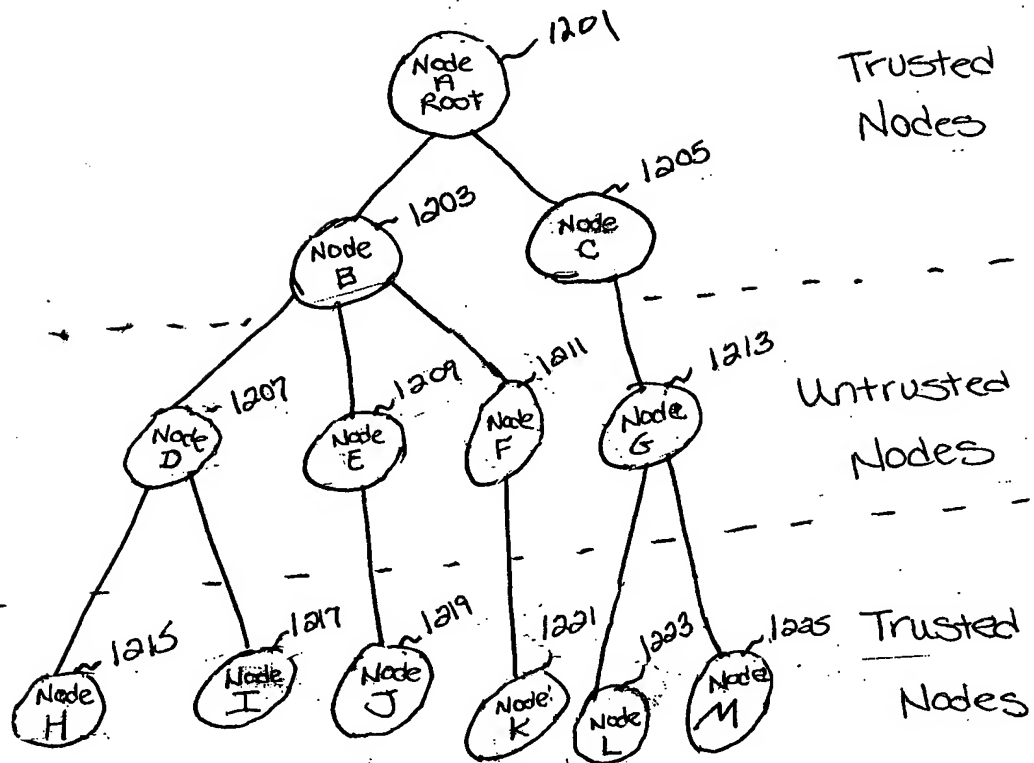 1201
Node
A
ROOT
Trusted
Nodes
1203
1205
Node
B
Node
C
1207
1209
1211
1213
Untrusted
Nodes
Node
D
Node
E
Node
F
Node
G
1215
1217
1219
1221
1223
1225
Trusted
Nodes
Node
H
Node
I
Node
J
Node
K
Node
L
Node
M